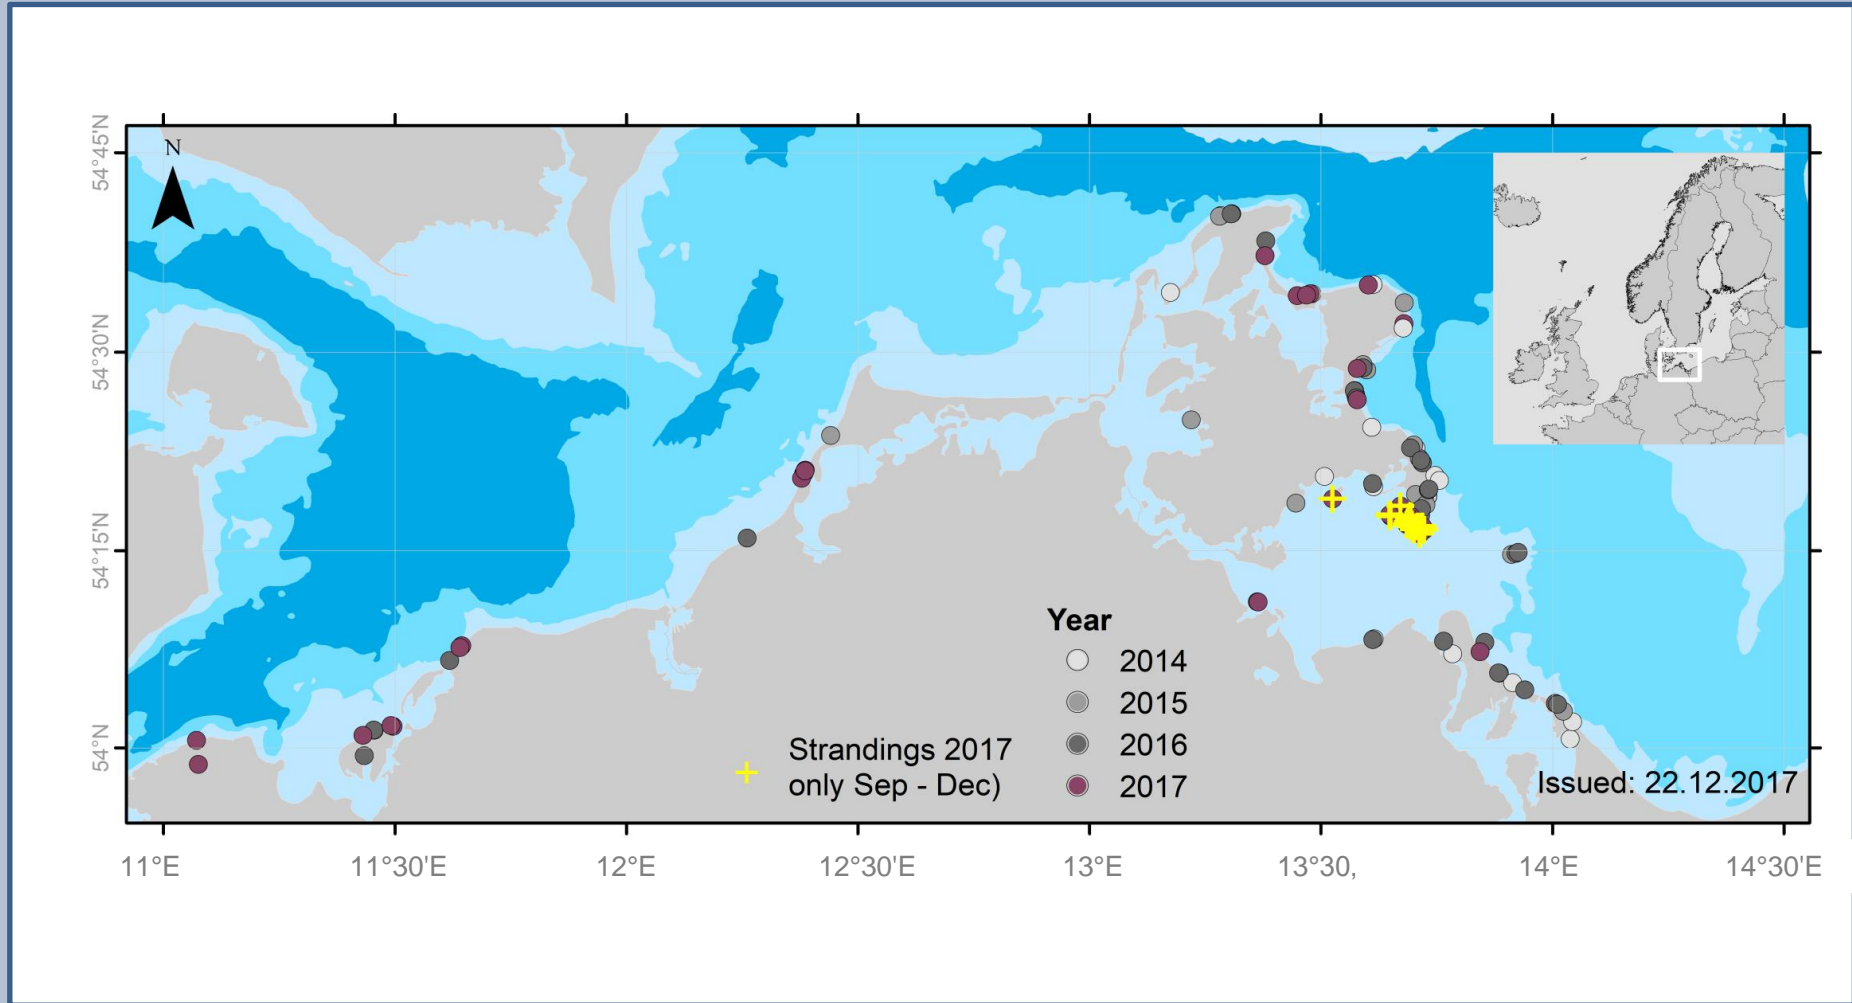 54°45'N
54°30'N
54°15'N
54°N
N
Year
2014
2015
2016
2017
Strandings 2017
only Sep - Dec)
Issued: 22.12.2017
11°E
11°30'E
12°E
12°30'E
13°E
13°30,
14°E
14°30'E